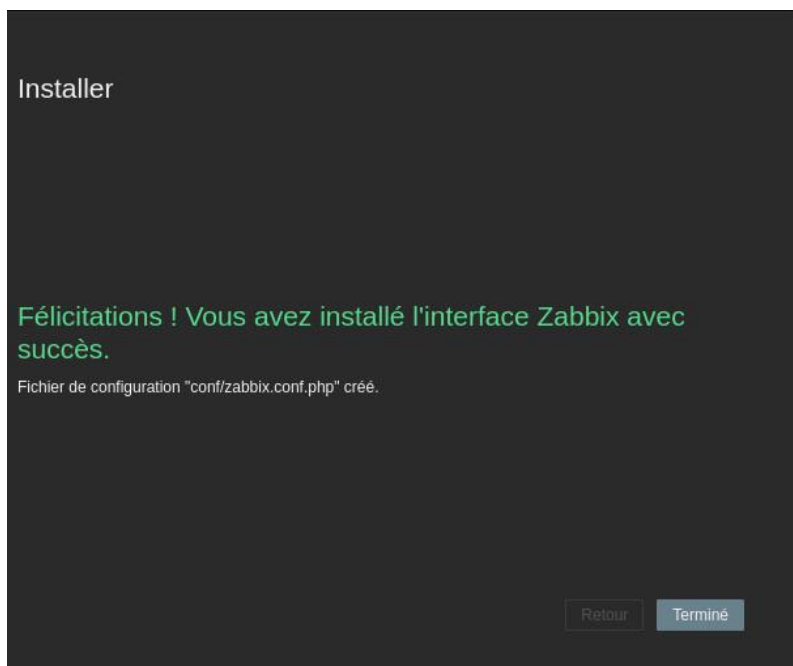 Installer
Félicitations ! Vous avez installé l'interface Zabbix avec
succès.
Fichier de configuration "conf/zabbix.conf.php" créé.
Retour
Terminé